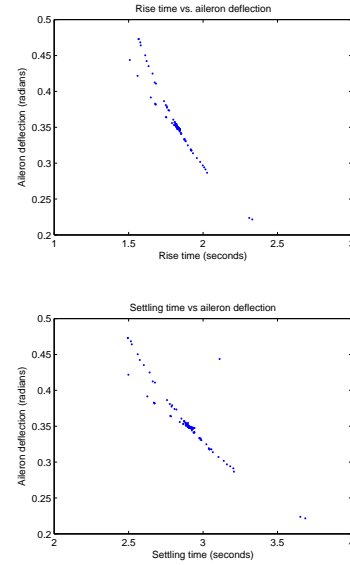 Rise time vs. aileron deflection
0.5
0.45
0.4
0.35
0.3
0.25
0.2
Aileron deflection (radians)
1 1.5 2 2.5 3
Rise time (seconds)
Settling time vs aileron deflection
0.5
0.45
0.4
0.35
0.3
0.25
0.2
Aileron deflection (radians)
2 2.5 3 3.5 4
Settling time (seconds)